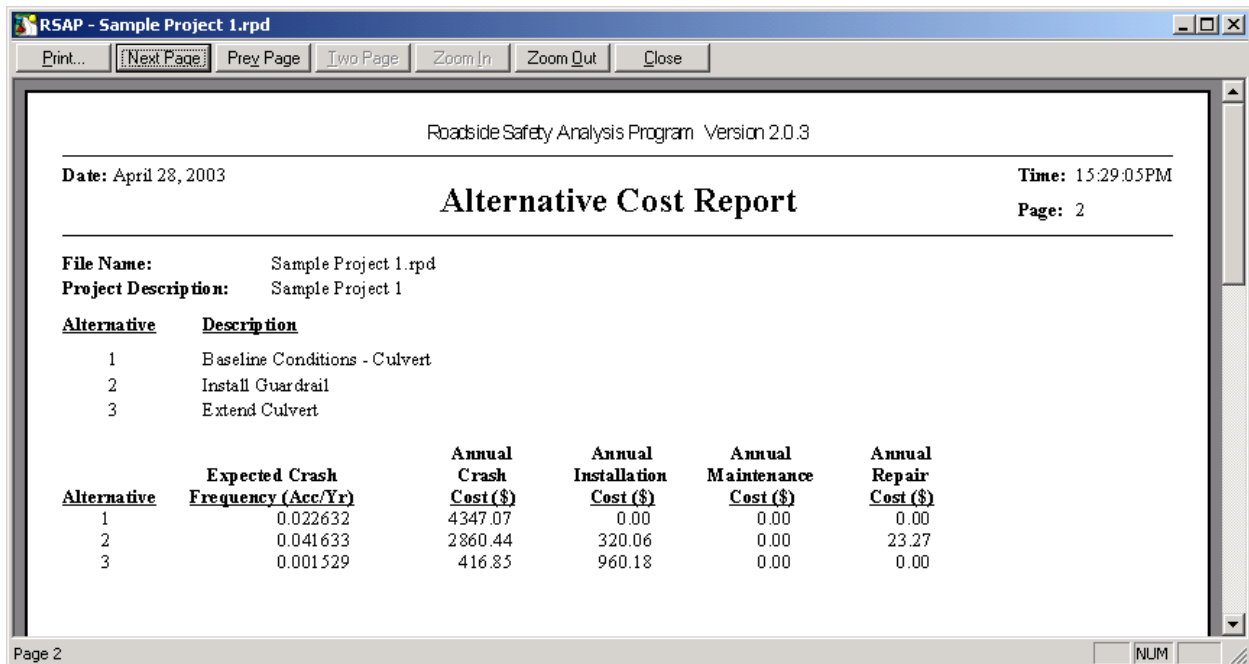 RSAP - Sample Project 1.rpd
Print... Next Page Prev Page Two Page Zoom In Zoom Out Close
Roadside Safety Analysis Program Version 2.0.3
Date: April 28, 2003 Time: 15:29:05PM
Alternative Cost Report
Page: 2
File Name: Sample Project 1.rpd
Project Description: Sample Project 1
Alternative Description
1 Baseline Conditions - Culvert
2 Install Guardrail
3 Extend Culvert
Annual Annual Annual Annual
Expected Crash Crash Installation Maintenance Repair
Alternative Frequency (Acc/Yr) Cost ($) Cost ($) Cost ($) Cost ($)
1 0.022632 4347.07 0.00 0.00 0.00
2 0.041633 2860.44 320.06 0.00 23.27
3 0.001529 416.85 960.18 0.00 0.00
Page 2 NUM